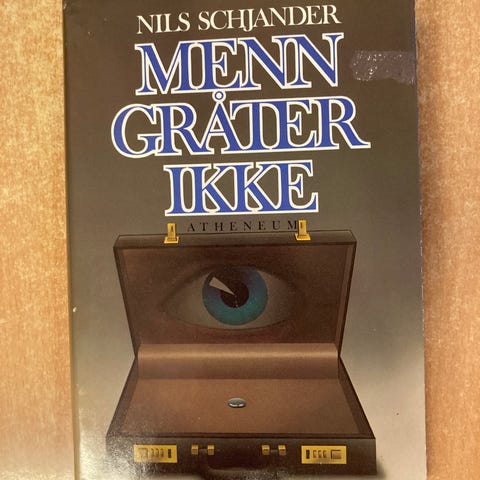 NILS SCHJANDER
MENN
GRÅTER
IKKE
ATHENEUM